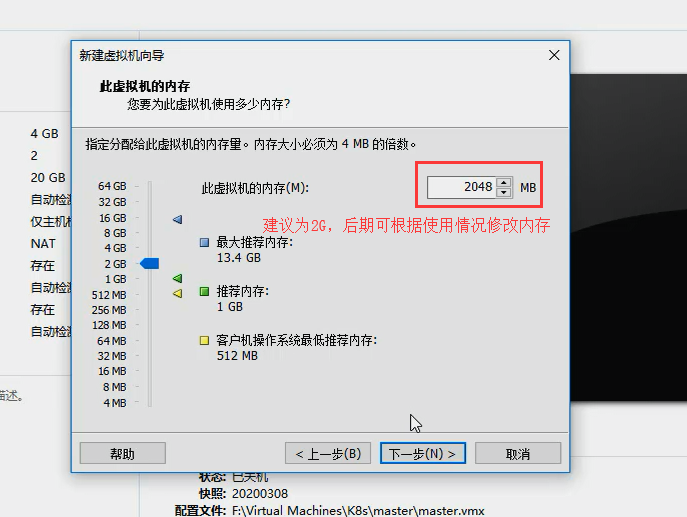 新建虚拟机向导
此虚拟机的内存
您要为此虚拟机使用多少内存?
指定分配给此虚拟机的内存量。内存大小必须为 4 MB 的倍数。
64 GB
32 GB
16 GB
8 GB
4 GB
2 GB
1 GB
512 MB
256 MB
128 MB
64 MB
32 MB
16 MB
8 MB
4 MB
此虚拟机的内存(M):
2048
MB
建议为2G，后期可根据使用情况修改内存
最大推荐内存:
13.4 GB
推荐内存:
1 GB
客户机操作系统最低推荐内存:
512 MB
帮助
< 上一步(B)
下一步(N) >
取消
4 GB
2
20 GB
自动检
仅主机
NAT
存在
自动检
存在
自动检
描述。
状态: 已关机
快照: 20200308
配置文件: F:\Virtual Machines\K8s\master\master.vmx